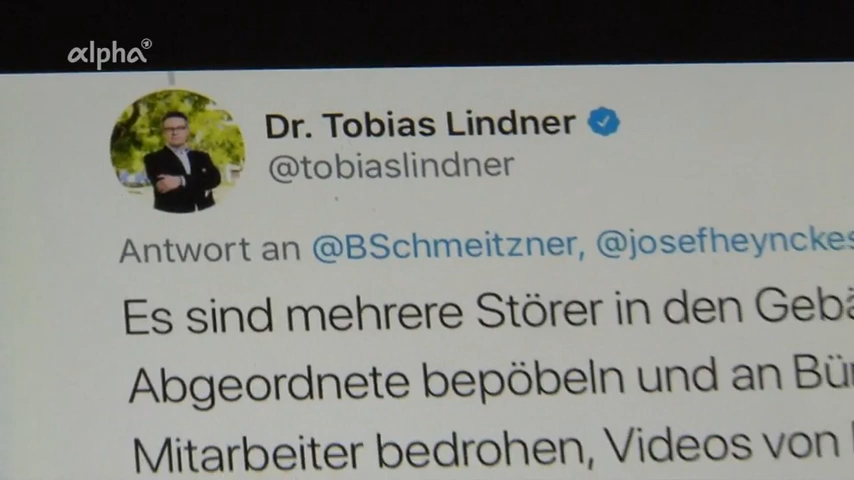 alpha
Dr. Tobias Lindner
@tobiaslindner
Antwort an @BSchmeitzner, @josefheynckes
Es sind mehrere Störer in den
Abgeordnete bepöbeln und an
Mitarbeiter bedrohen, Videos von